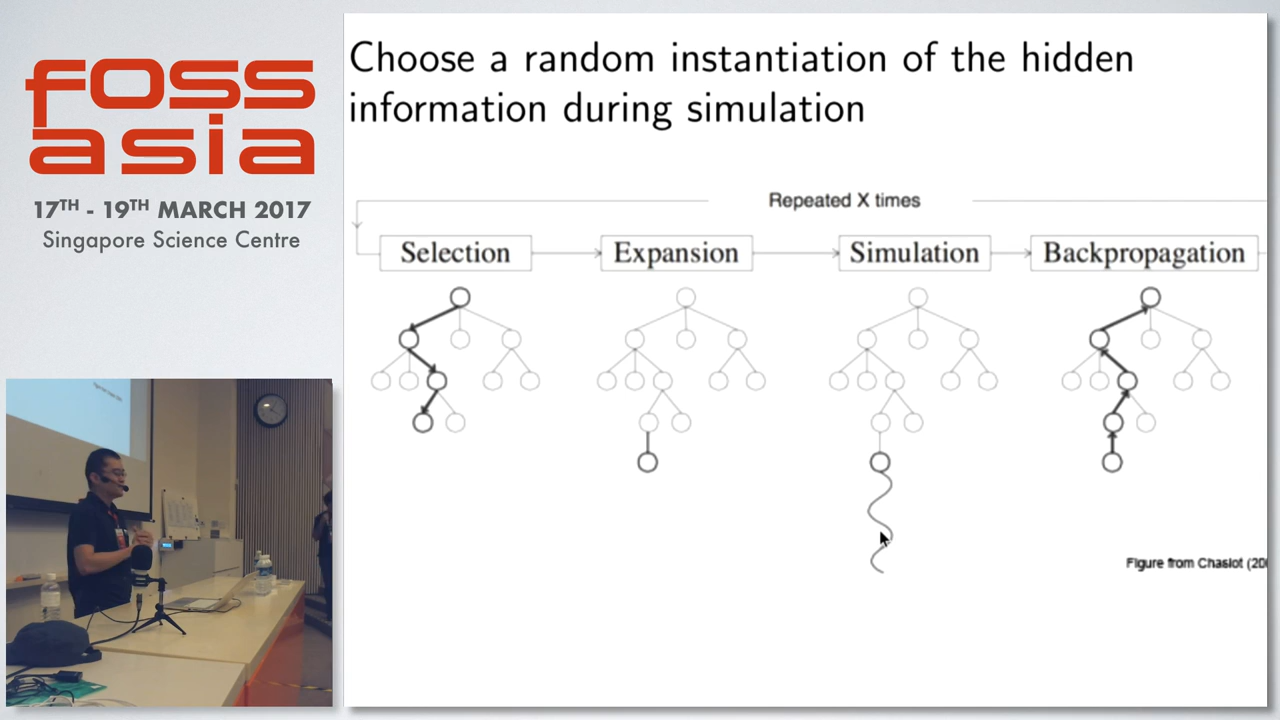 foss
asia
17TH - 19TH MARCH 2017
Singapore Science Centre
Choose a random instantiation of the hidden
information during simulation
Repeated X times
Selection
Expansion
Simulation
Backpropagation
Figure from Chaslot (20